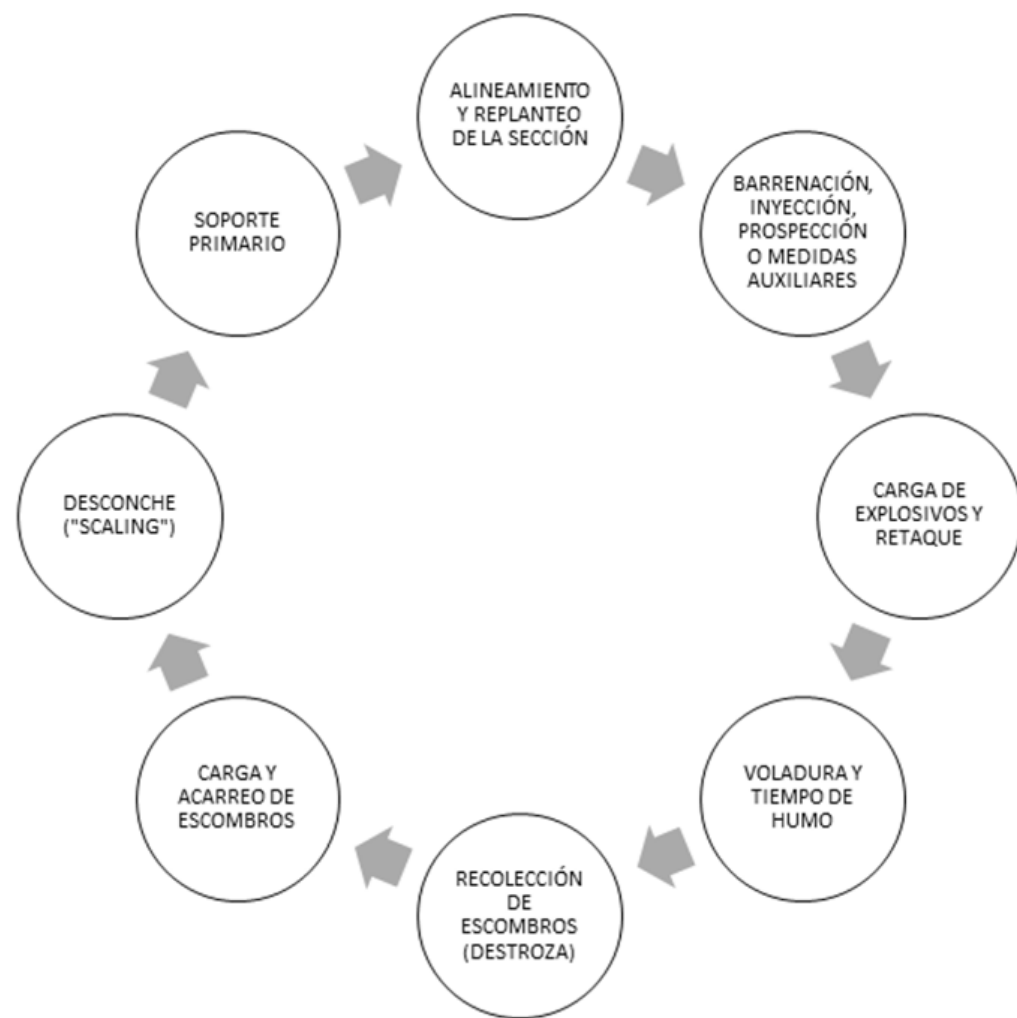 ALINEAMIENTO
Y REPLANTEO
DE LA SECCIÓN
BARRENACIÓN,
INYECCIÓN,
PROSPECCIÓN
O MEDIDAS
AUXILIARES
CARGA DE
EXPLOSIVOS Y
RETAQUE
VOLADURA Y
TIEMPO DE
HUMO
RECOLECCIÓN
DE
ESCOMBROS
(DESTROZA)
CARGA Y
ACARREO DE
ESCOMBROS
DESCONCHE
("SCALING")
SOPORTE
PRIMARIO